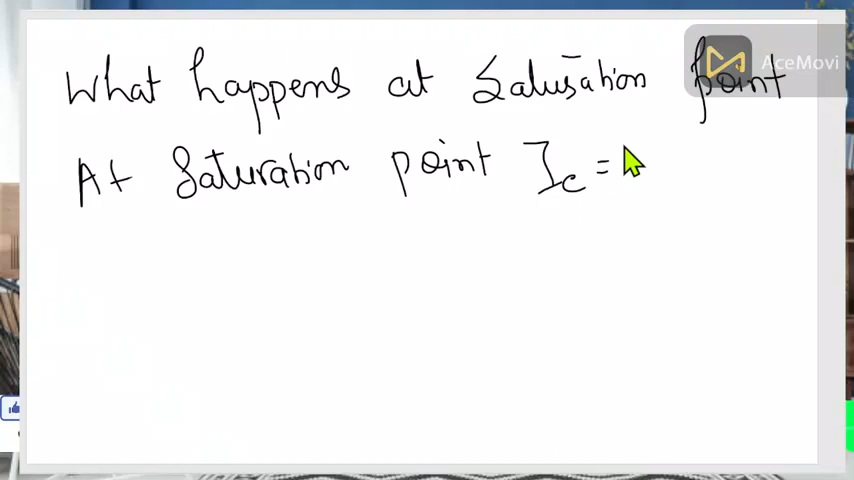 What happens at Saturation point
At Saturation point Ic =
AceMovi